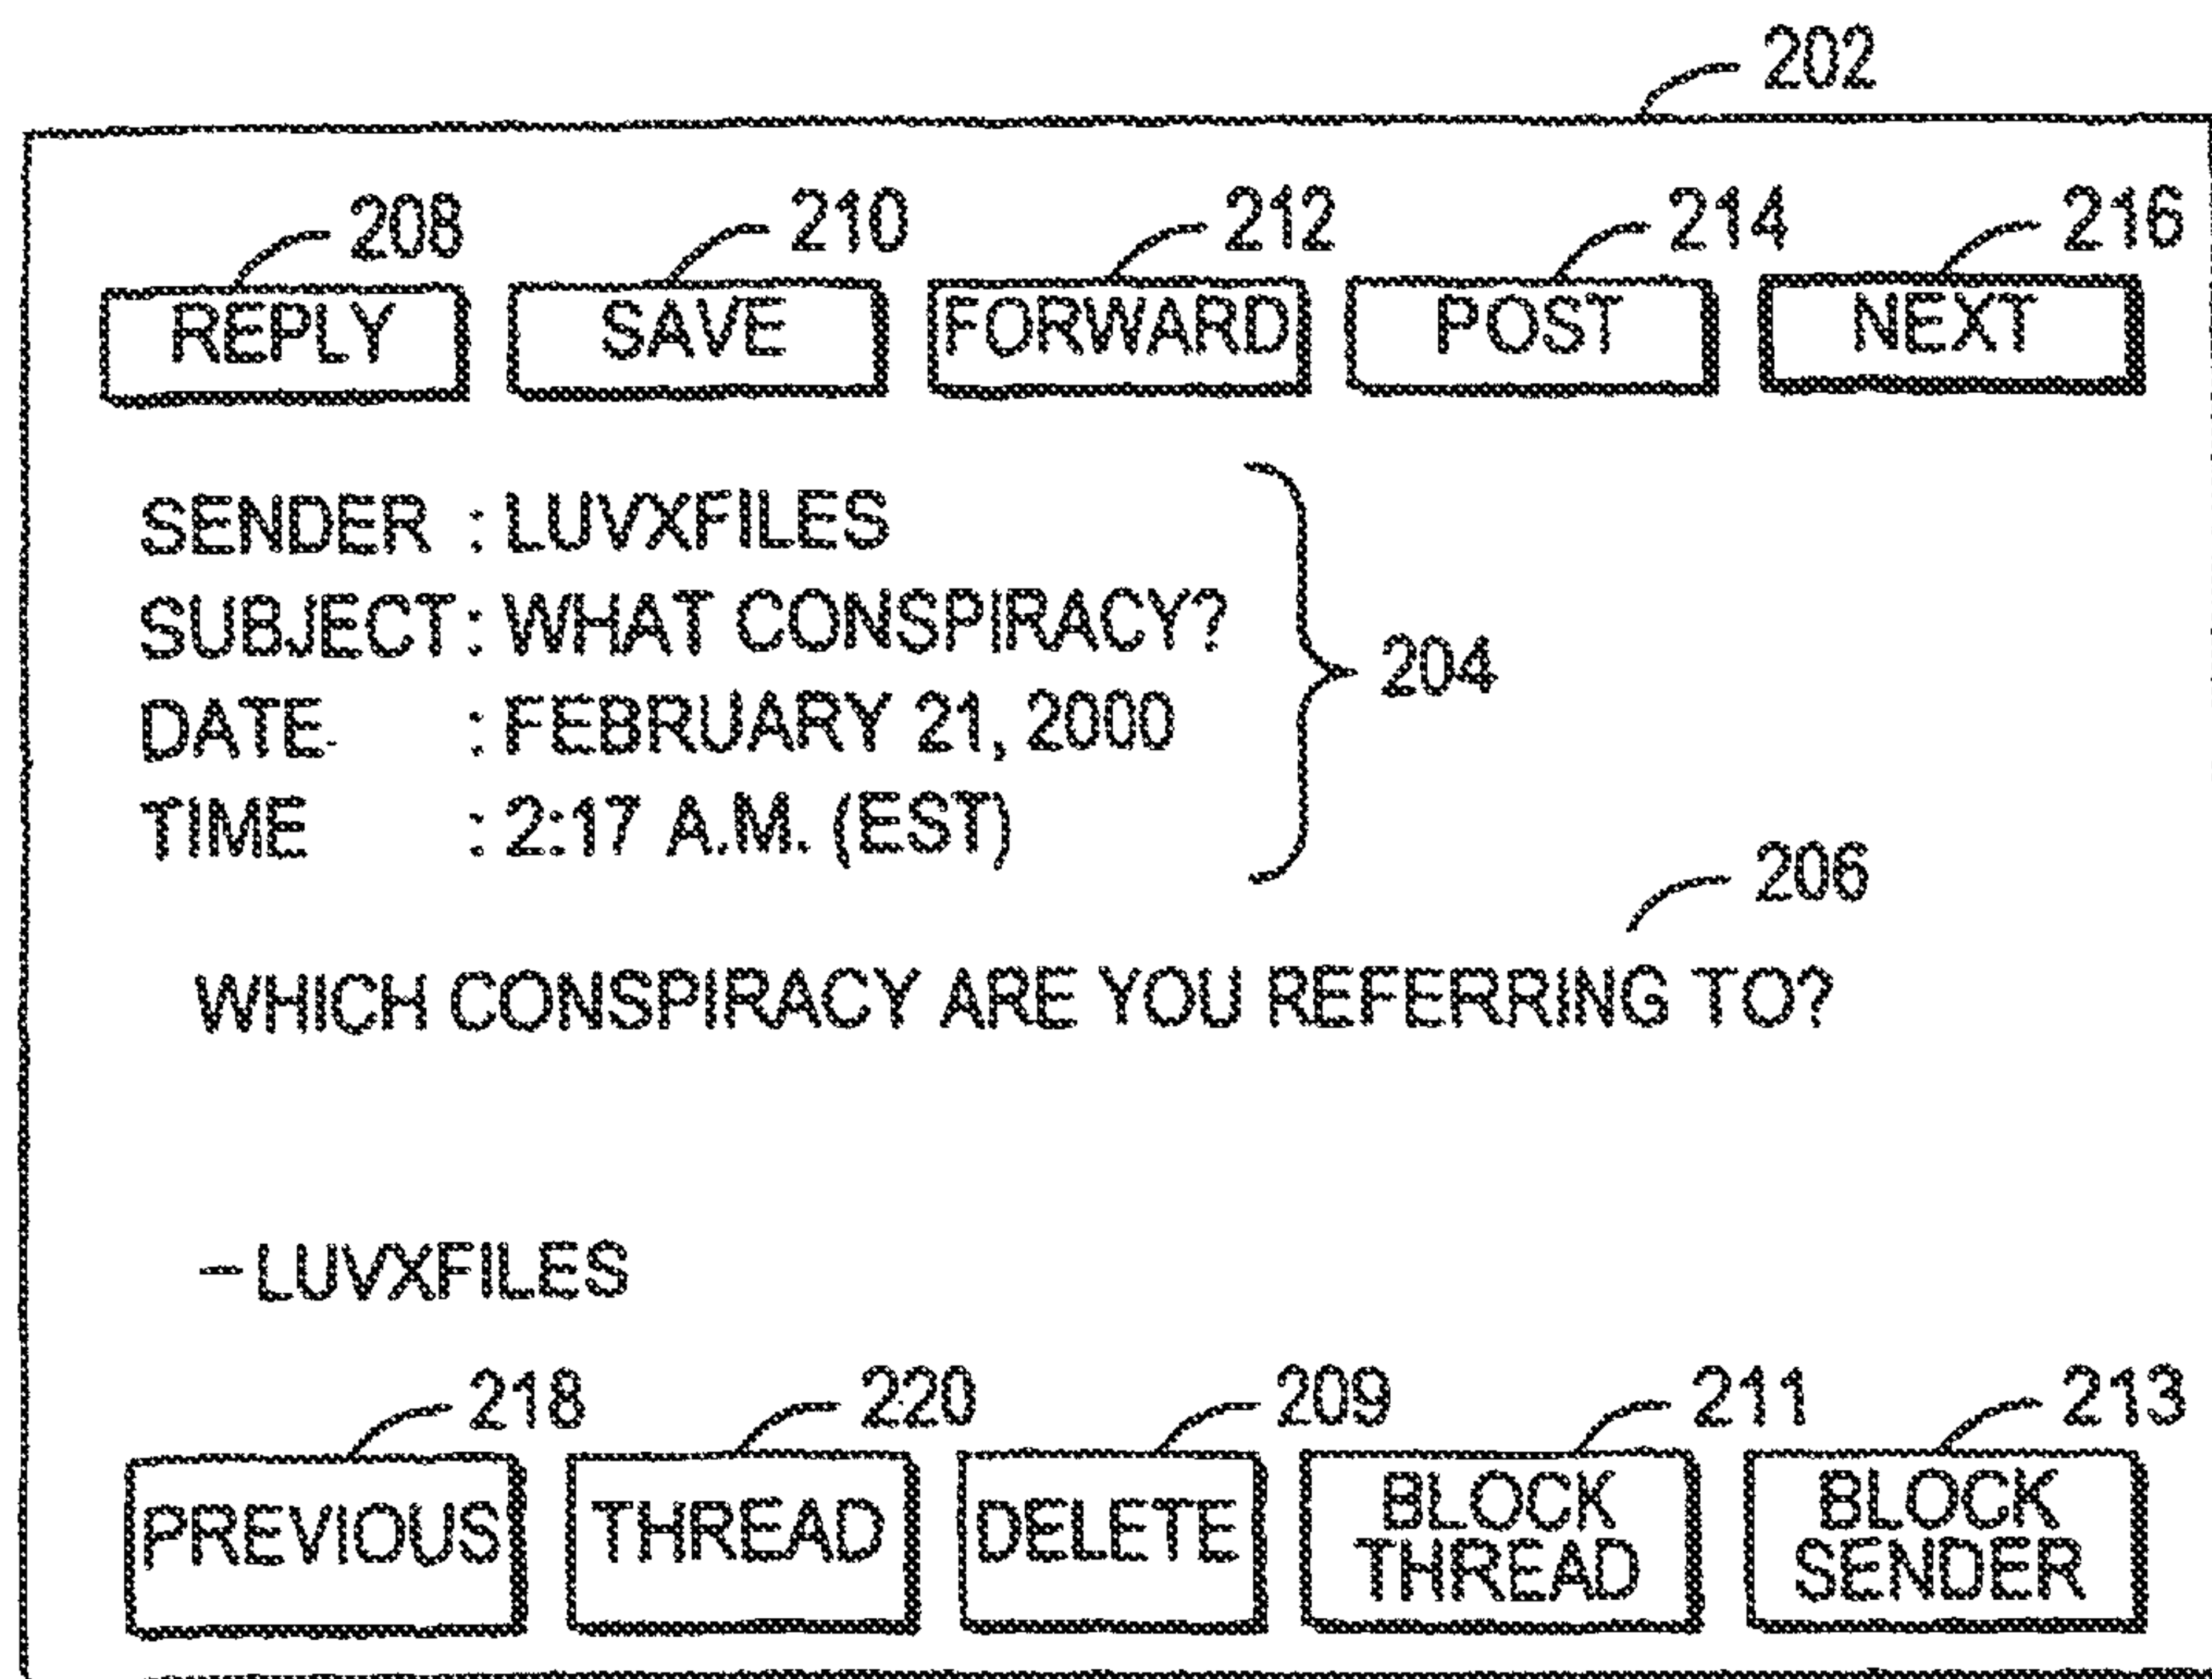 202
208 210 212 214 216
REPLY SAVE FORWARD POST NEXT
SENDER : LUVXFILES
SUBJECT : WHAT CONSPIRACY?
DATE : FEBRUARY 21, 2000
TIME : 2:17 A.M. (EST)
204
206
WHICH CONSPIRACY ARE YOU REFERRING TO?
– LUVXFILES
218 220 209 211 213
PREVIOUS THREAD DELETE BLOCK THREAD BLOCK SENDER